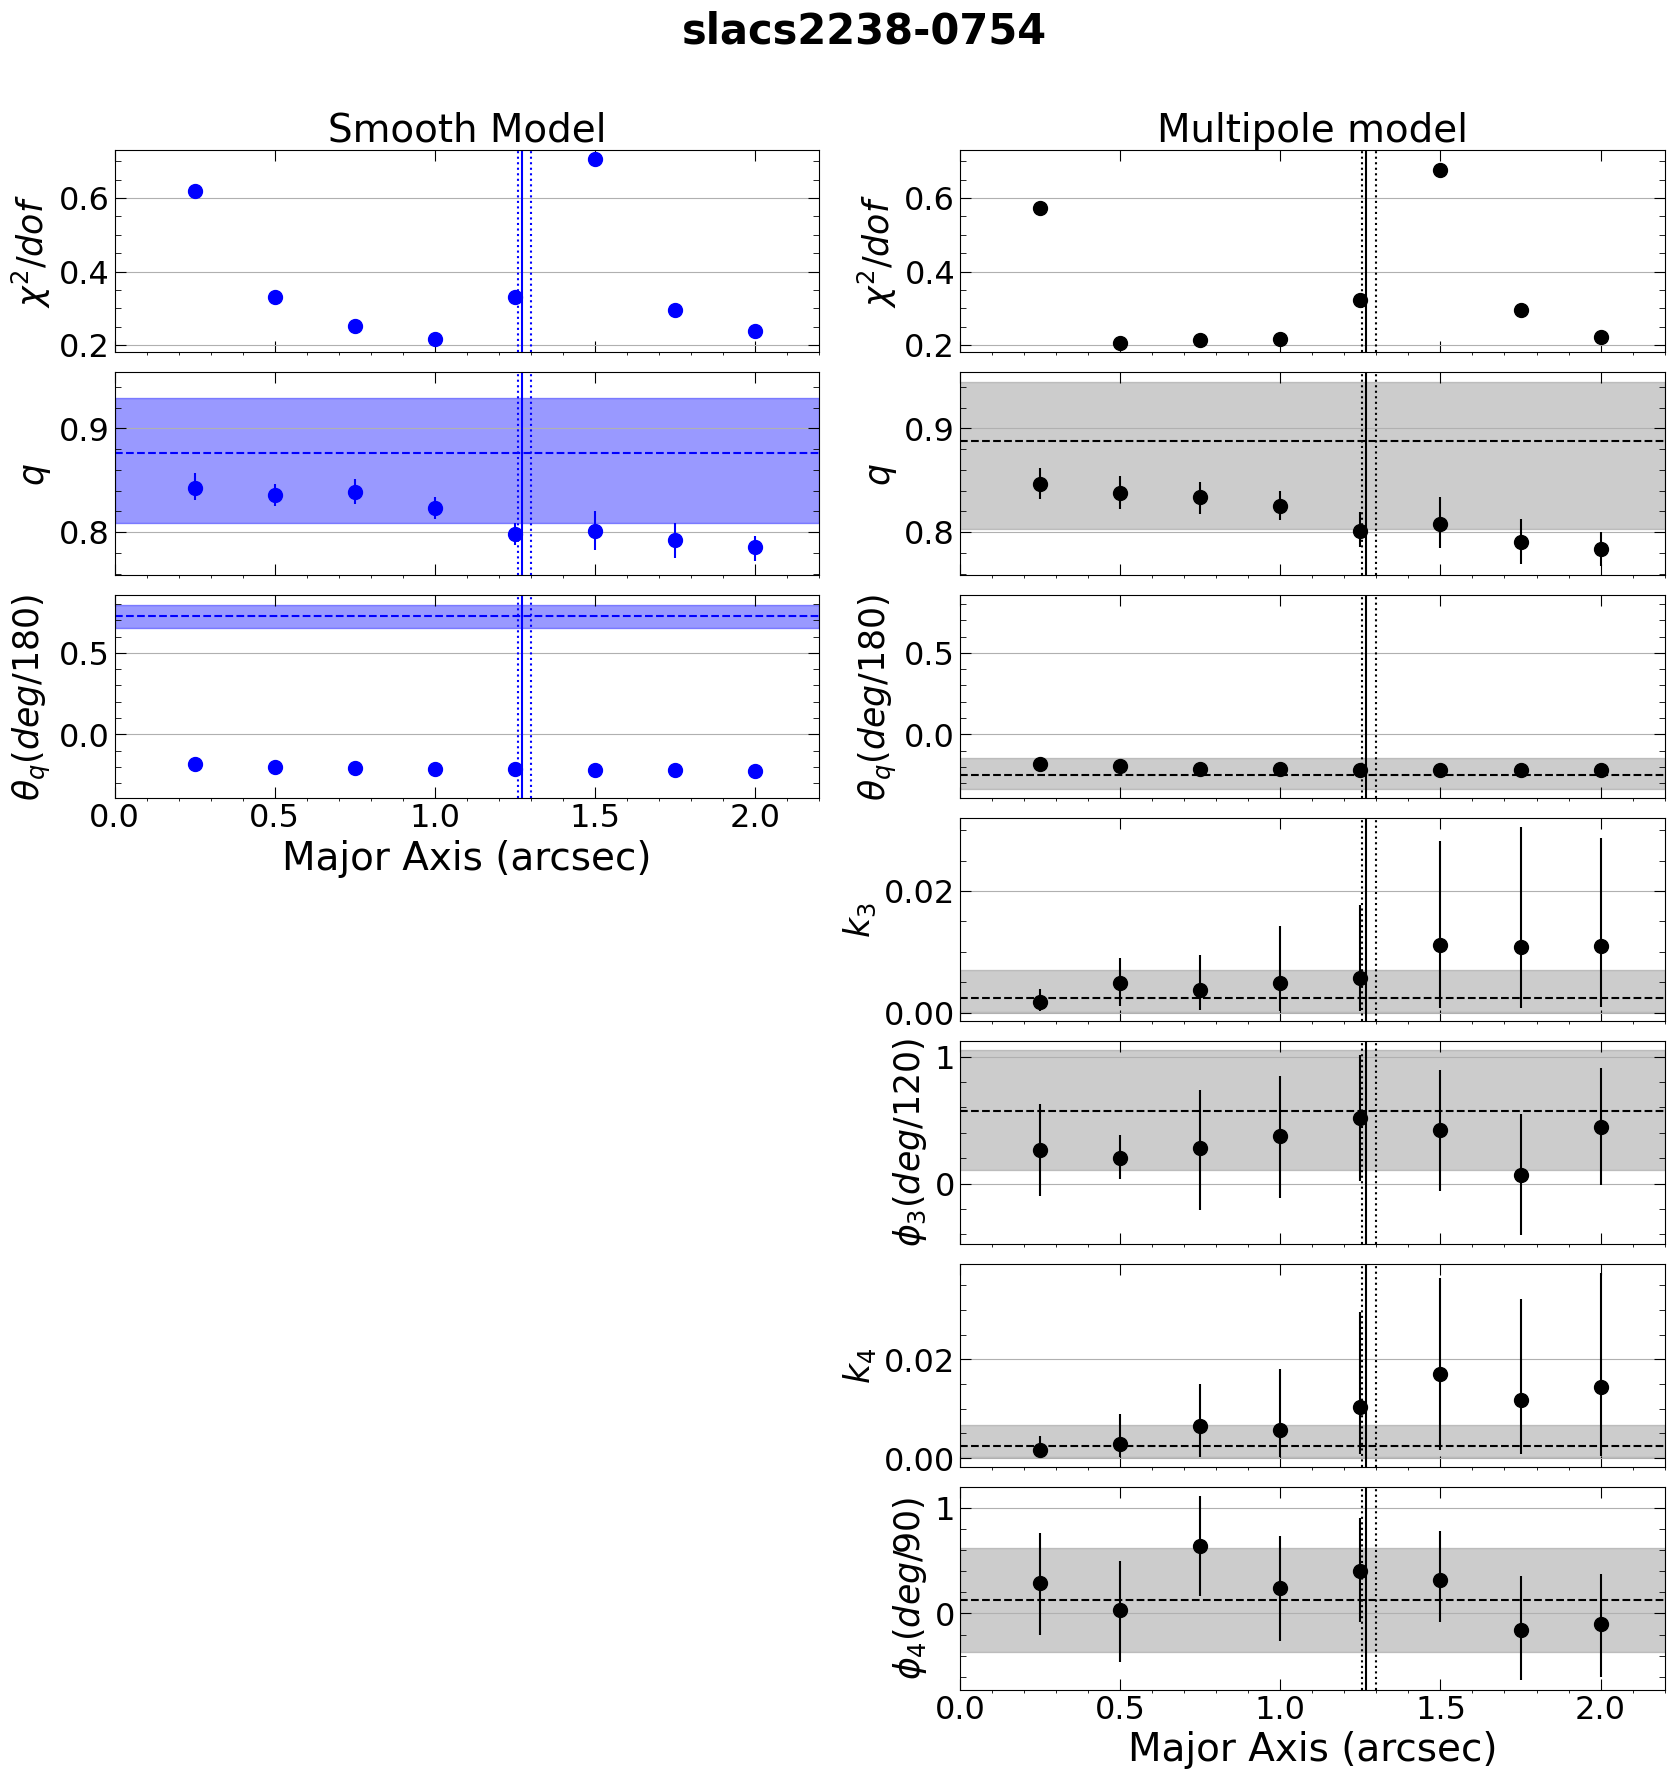 slacs2238-0754
Smooth Model
Multipole model
χ²/dof
0.6
0.4
0.2
χ²/dof
0.6
0.4
0.2
q
0.9
0.8
q
0.9
0.8
θ_q(deg/180)
0.5
0.0
θ_q(deg/180)
0.5
0.0
0.0 0.5 1.0 1.5 2.0
Major Axis (arcsec)
k₃
0.02
0.00
ϕ₃(deg/120)
1
0
k₄
0.02
0.00
ϕ₄(deg/90)
1
0
0.0 0.5 1.0 1.5 2.0
Major Axis (arcsec)